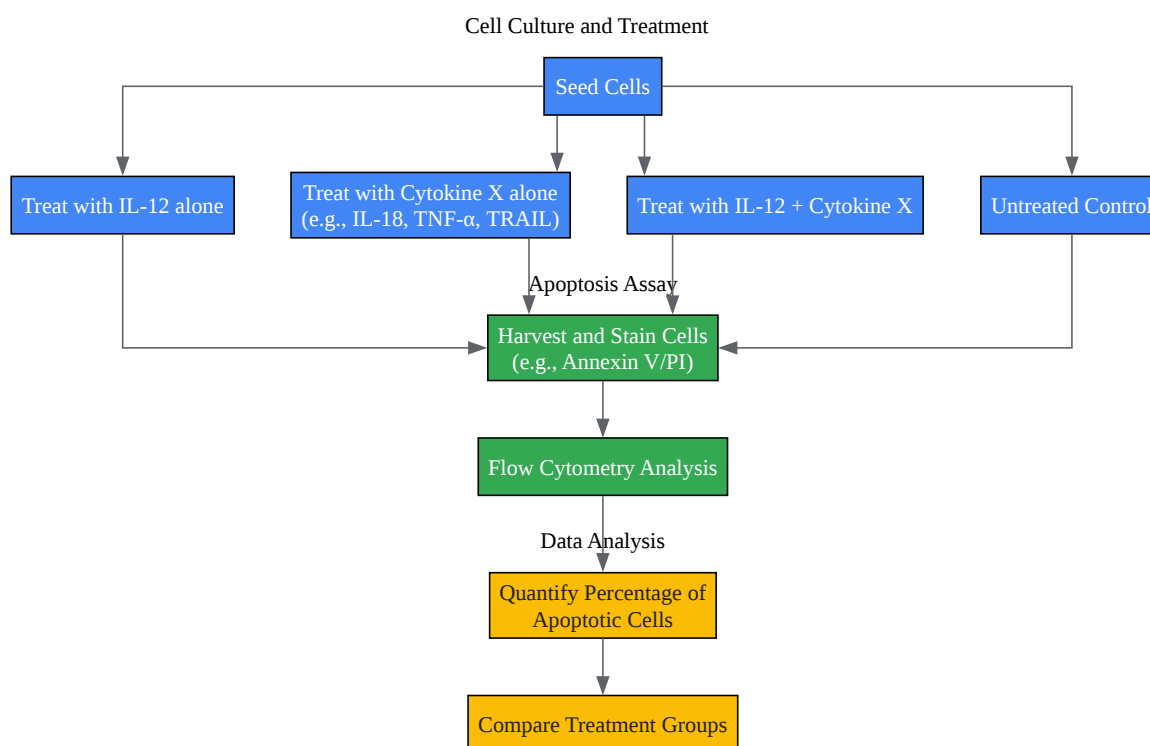 Cell Culture and Treatment
Seed Cells
Treat with IL-12 alone
Treat with Cytokine X alone
(e.g., IL-18, TNF-α, TRAIL)
Treat with IL-12 + Cytokine X
Untreated Control
Apoptosis Assay
Harvest and Stain Cells
(e.g., Annexin V/PI)
Flow Cytometry Analysis
Data Analysis
Quantify Percentage of
Apoptotic Cells
Compare Treatment Groups